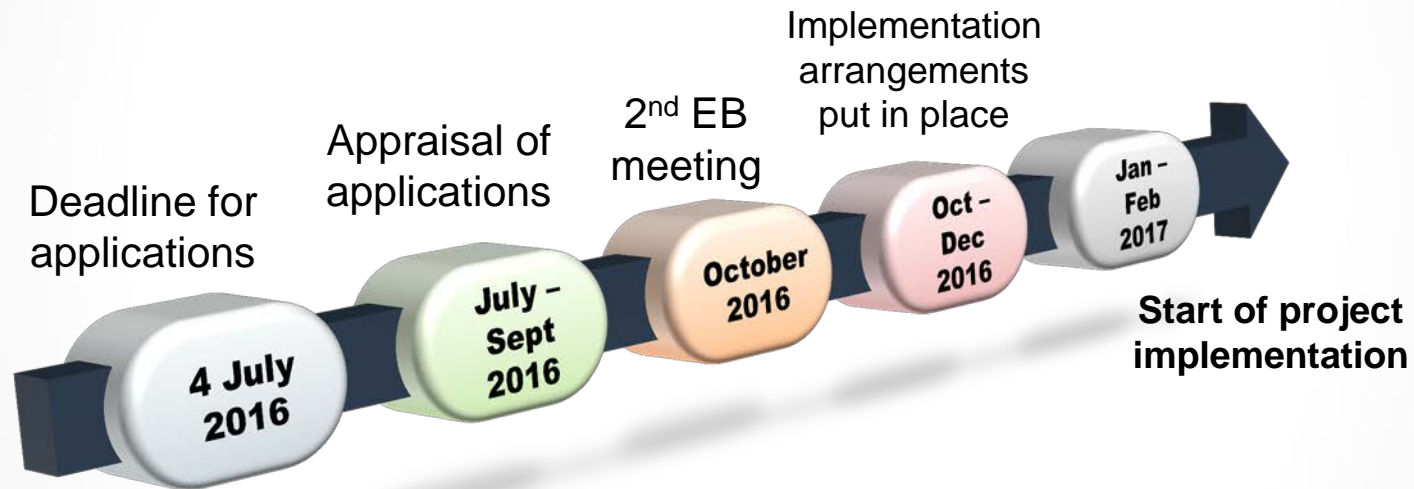 Deadline for
applications
4 July
2016
Appraisal of
applications
July –
Sept
2016
2nd EB
meeting
October
2016
Implementation
arrangements
put in place
Oct –
Dec
2016
Jan –
Feb
2017
Start of project
implementation